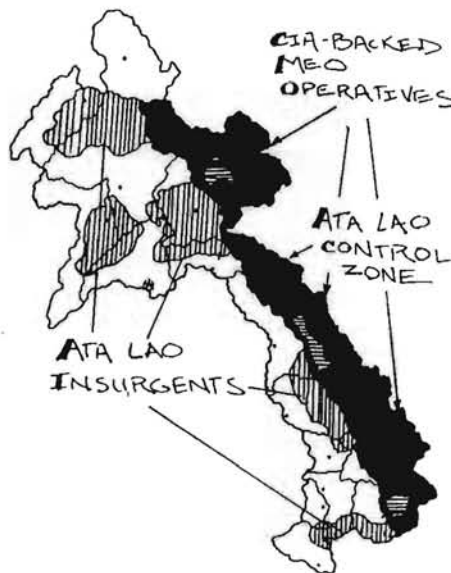 CIA-BACKED
MEO
OPERATIVES
ATA LAO
CONTROL
ZONE
ATA LAO
INSURGENTS